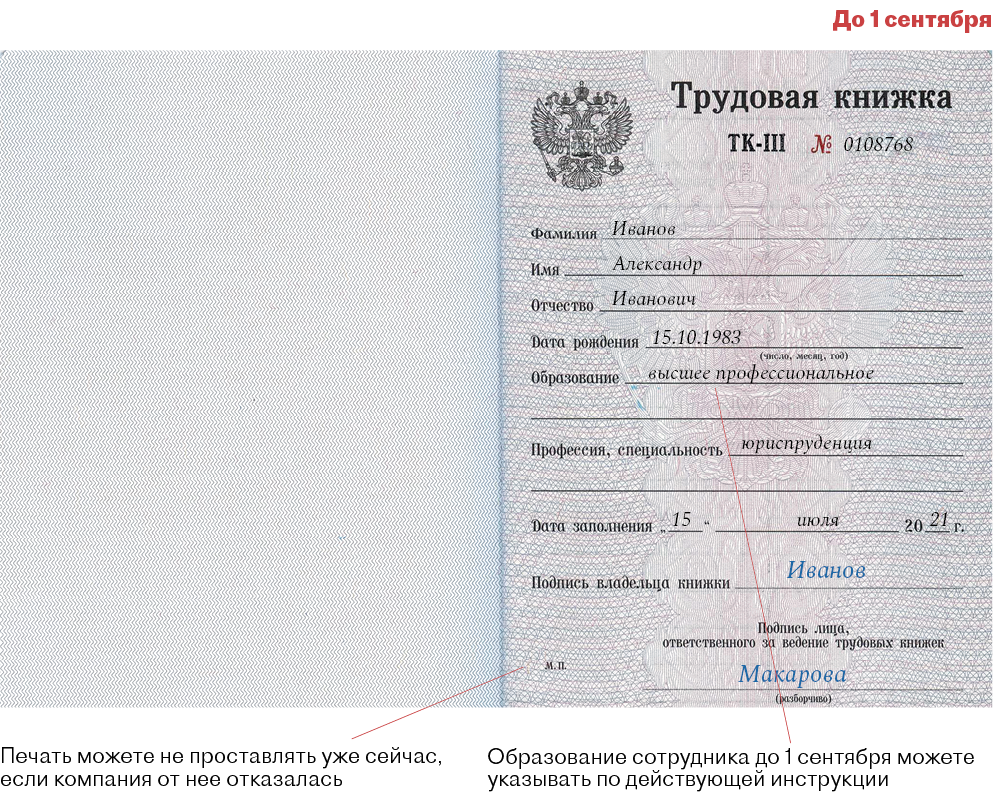 До 1 сентября
Трудовая книжка
ТК-III № 0108768
Фамилия Иванов
Имя Александр
Отчество Иванович
Дата рождения 15.10.1983
(число, месяц, год)
Образование высшее профессиональное
Профессия, специальность юриспруденция
Дата заполнения „15“ июля 2021 г.
Подпись владельца книжки Иванов
Подпись лица,
ответственного за ведение трудовых книжек
м.п.
Макарова
(разборчиво)
Печать можете не проставлять уже сейчас,
если компания от нее отказалась
Образование сотрудника до 1 сентября можете
указывать по действующей инструкции